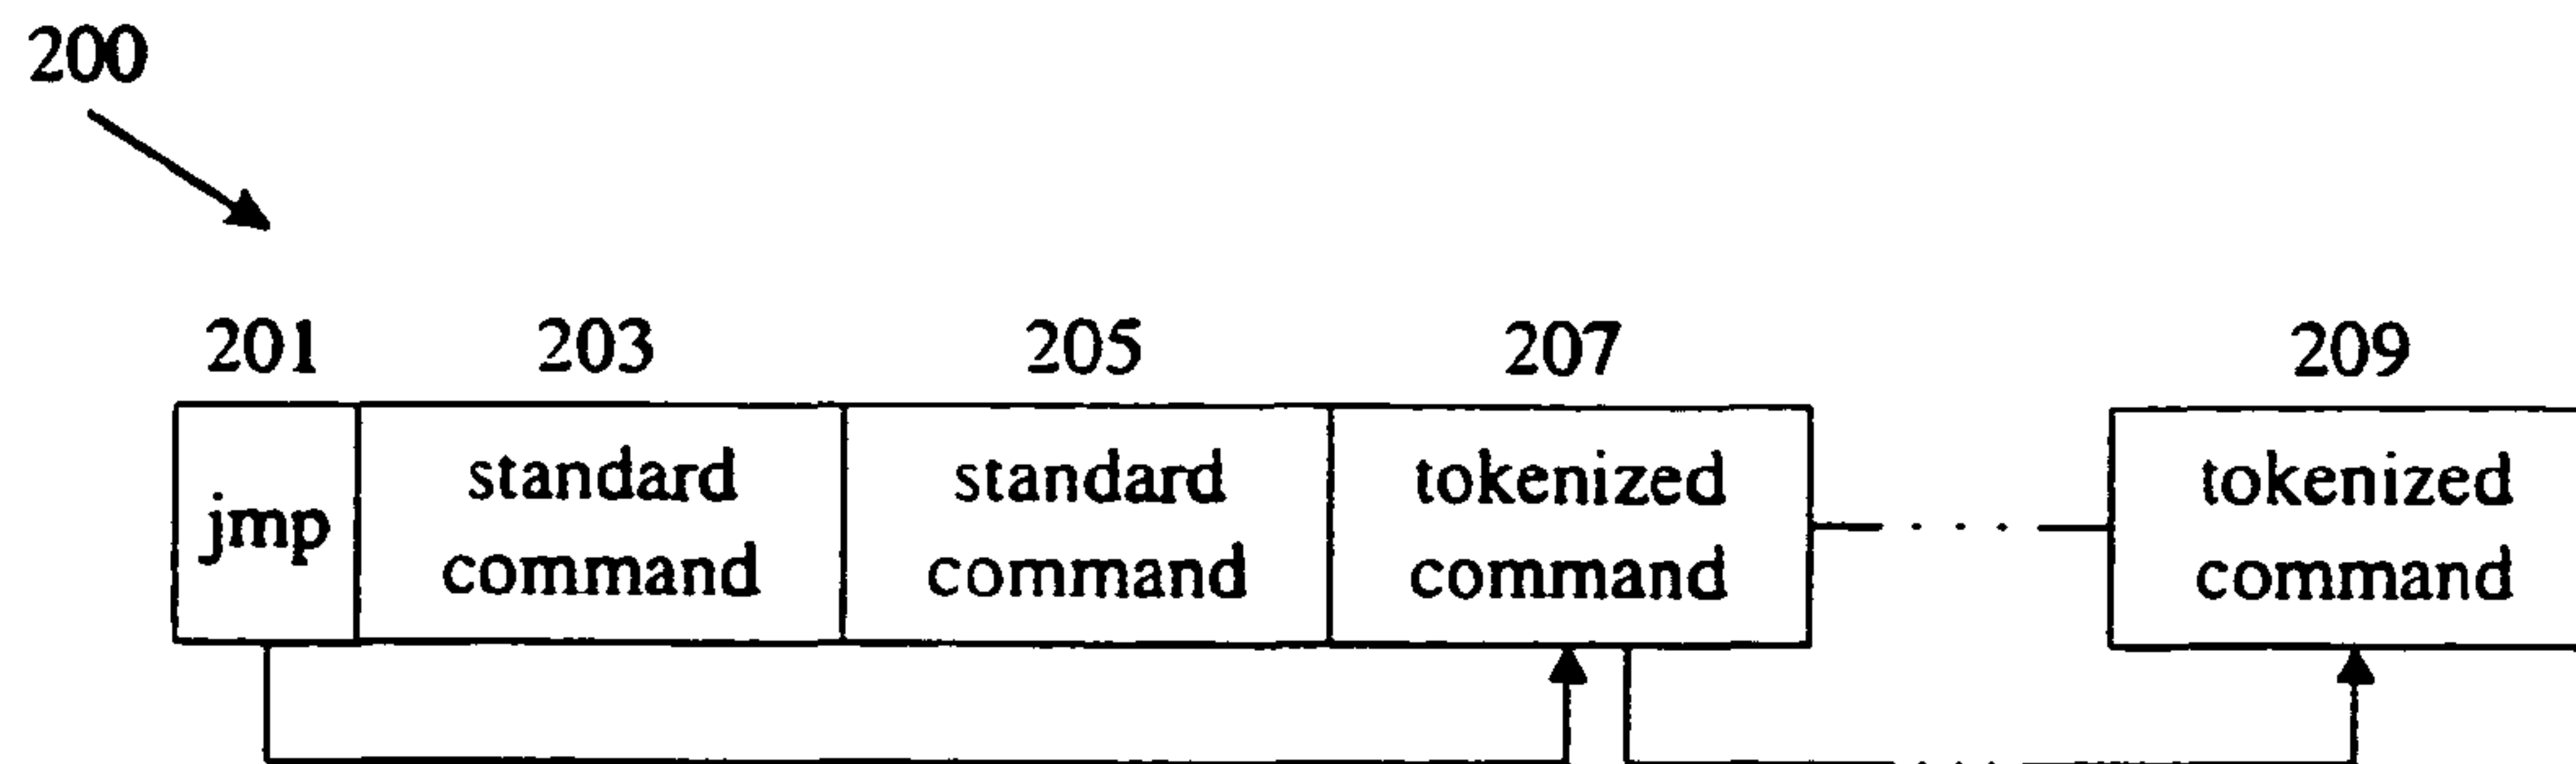 200
201 203 205 207 209
jmp
standard
command
standard
command
tokenized
command
. . .
tokenized
command